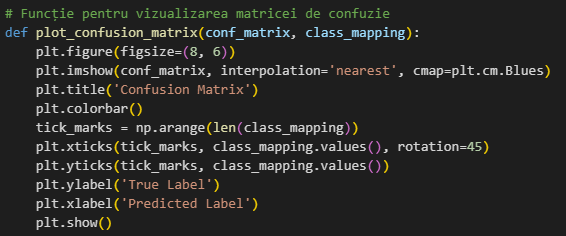 # Funcție pentru vizualizarea matricei de confuzie
def plot_confusion_matrix(conf_matrix, class_mapping):
    plt.figure(figsize=(8, 6))
    plt.imshow(conf_matrix, interpolation='nearest', cmap=plt.cm.Blues)
    plt.title('Confusion Matrix')
    plt.colorbar()
    tick_marks = np.arange(len(class_mapping))
    plt.xticks(tick_marks, class_mapping.values(), rotation=45)
    plt.yticks(tick_marks, class_mapping.values())
    plt.ylabel('True Label')
    plt.xlabel('Predicted Label')
    plt.show()